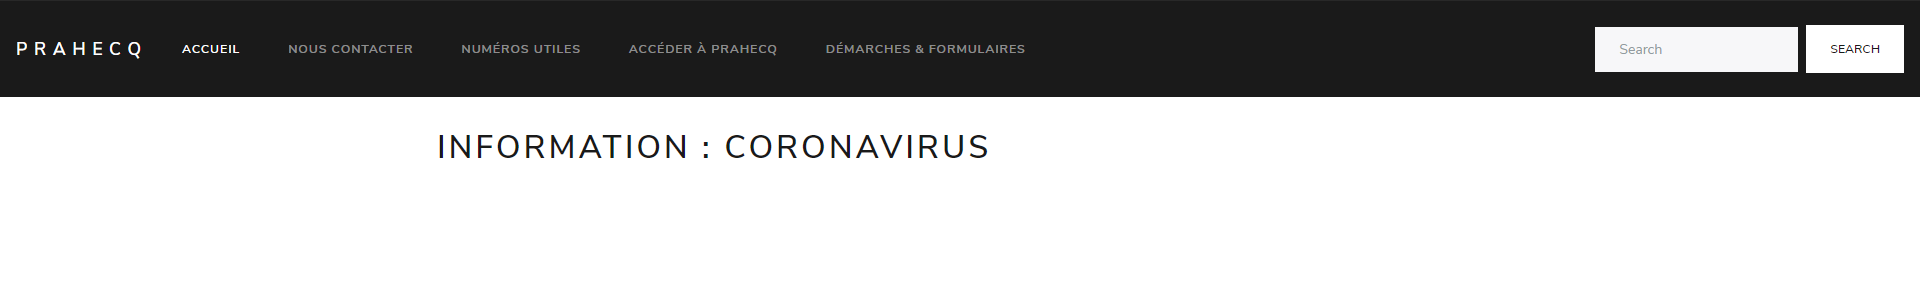 PRAHECQ ACCUEIL NOUS CONTACTER NUMÉROS UTILES ACCÉDER À PRAHECQ DÉMARCHES & FORMULAIRES Search SEARCH
INFORMATION : CORONAVIRUS